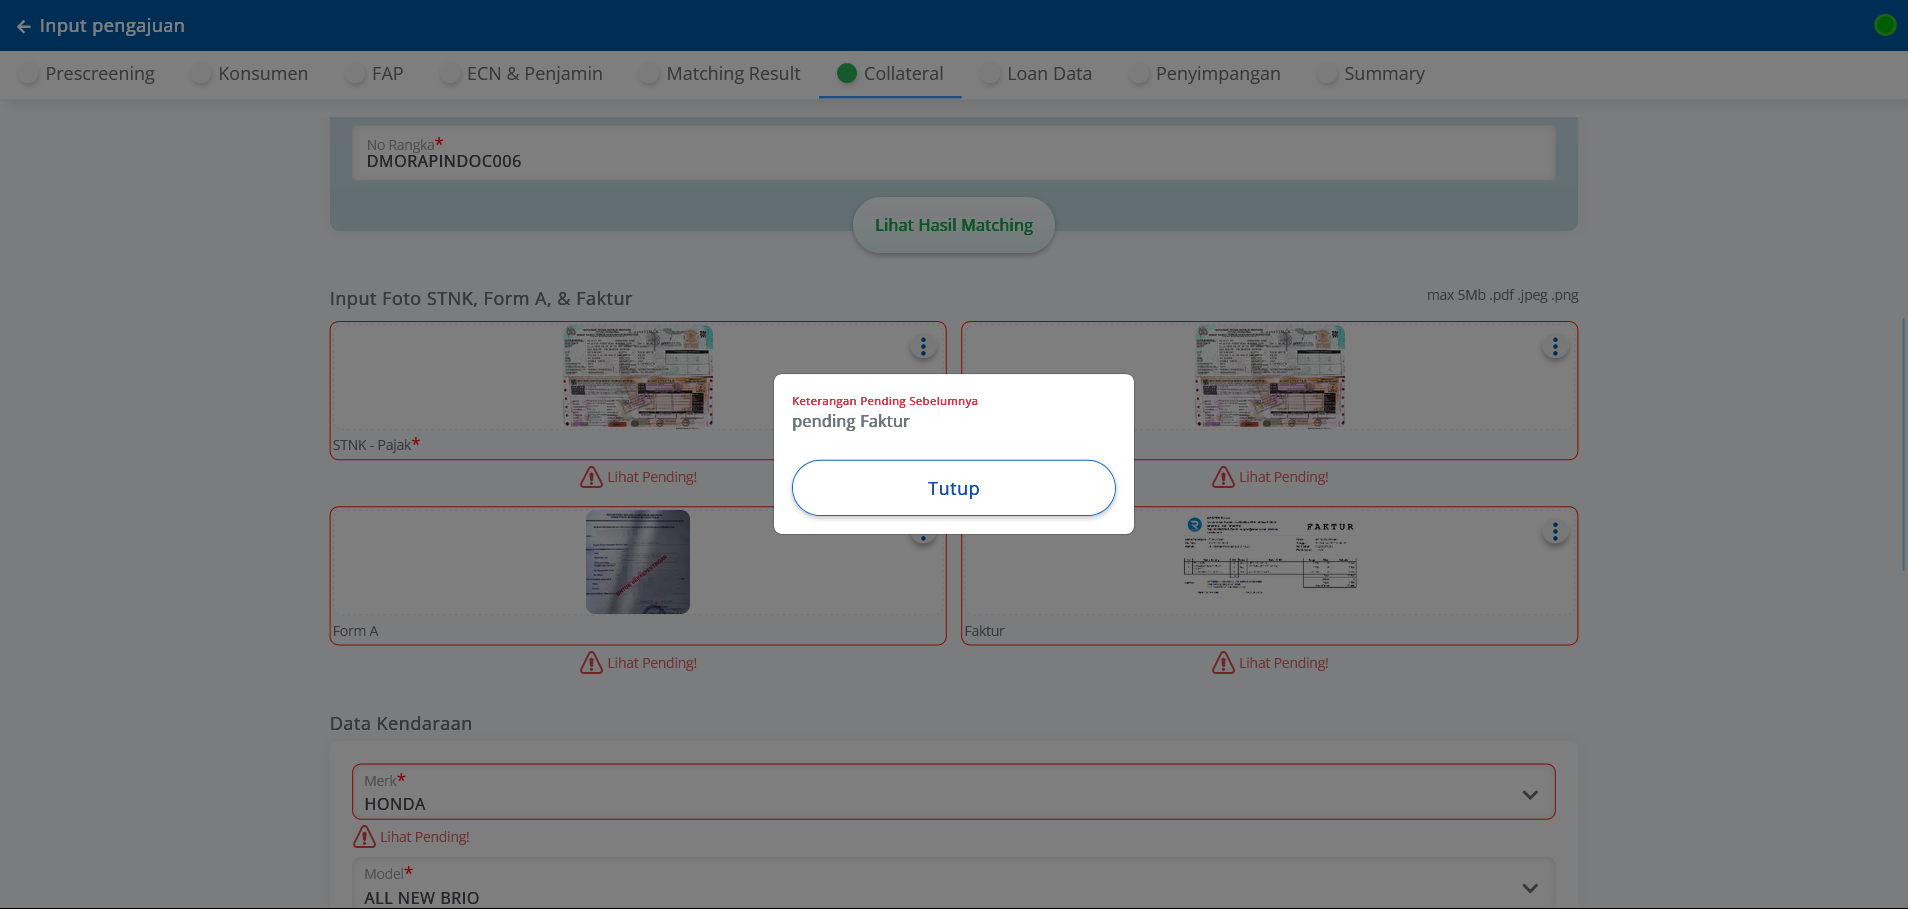 Input pengajuan
Prescreening
Konsumen
FAP
ECN & Penjamin
Matching Result
Collateral
Loan Data
Penyimpangan
Summary
No Rangka*
DMORAPINDOC006
Lihat Hasil Matching
Input Foto STNK, Form A, & Faktur
max 5Mb .pdf .jpeg .png
STNK - Pajak*
Lihat Pending!
Lihat Pending!
Keterangan Pending Sebelumnya
pending Faktur
Tutup
FAKTUR
Form A
Faktur
Lihat Pending!
Lihat Pending!
Data Kendaraan
Merk*
HONDA
Lihat Pending!
Model*
ALL NEW BRIO